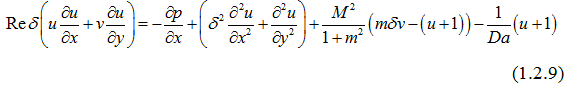 Re δ ( u ∂u/∂x + v ∂u/∂y ) = − ∂p/∂x + ( δ² ∂²u/∂x² + ∂²u/∂y² ) + M²/(1+m²) ( mδv − (u+1) ) − 1/Da (u+1)
(1.2.9)